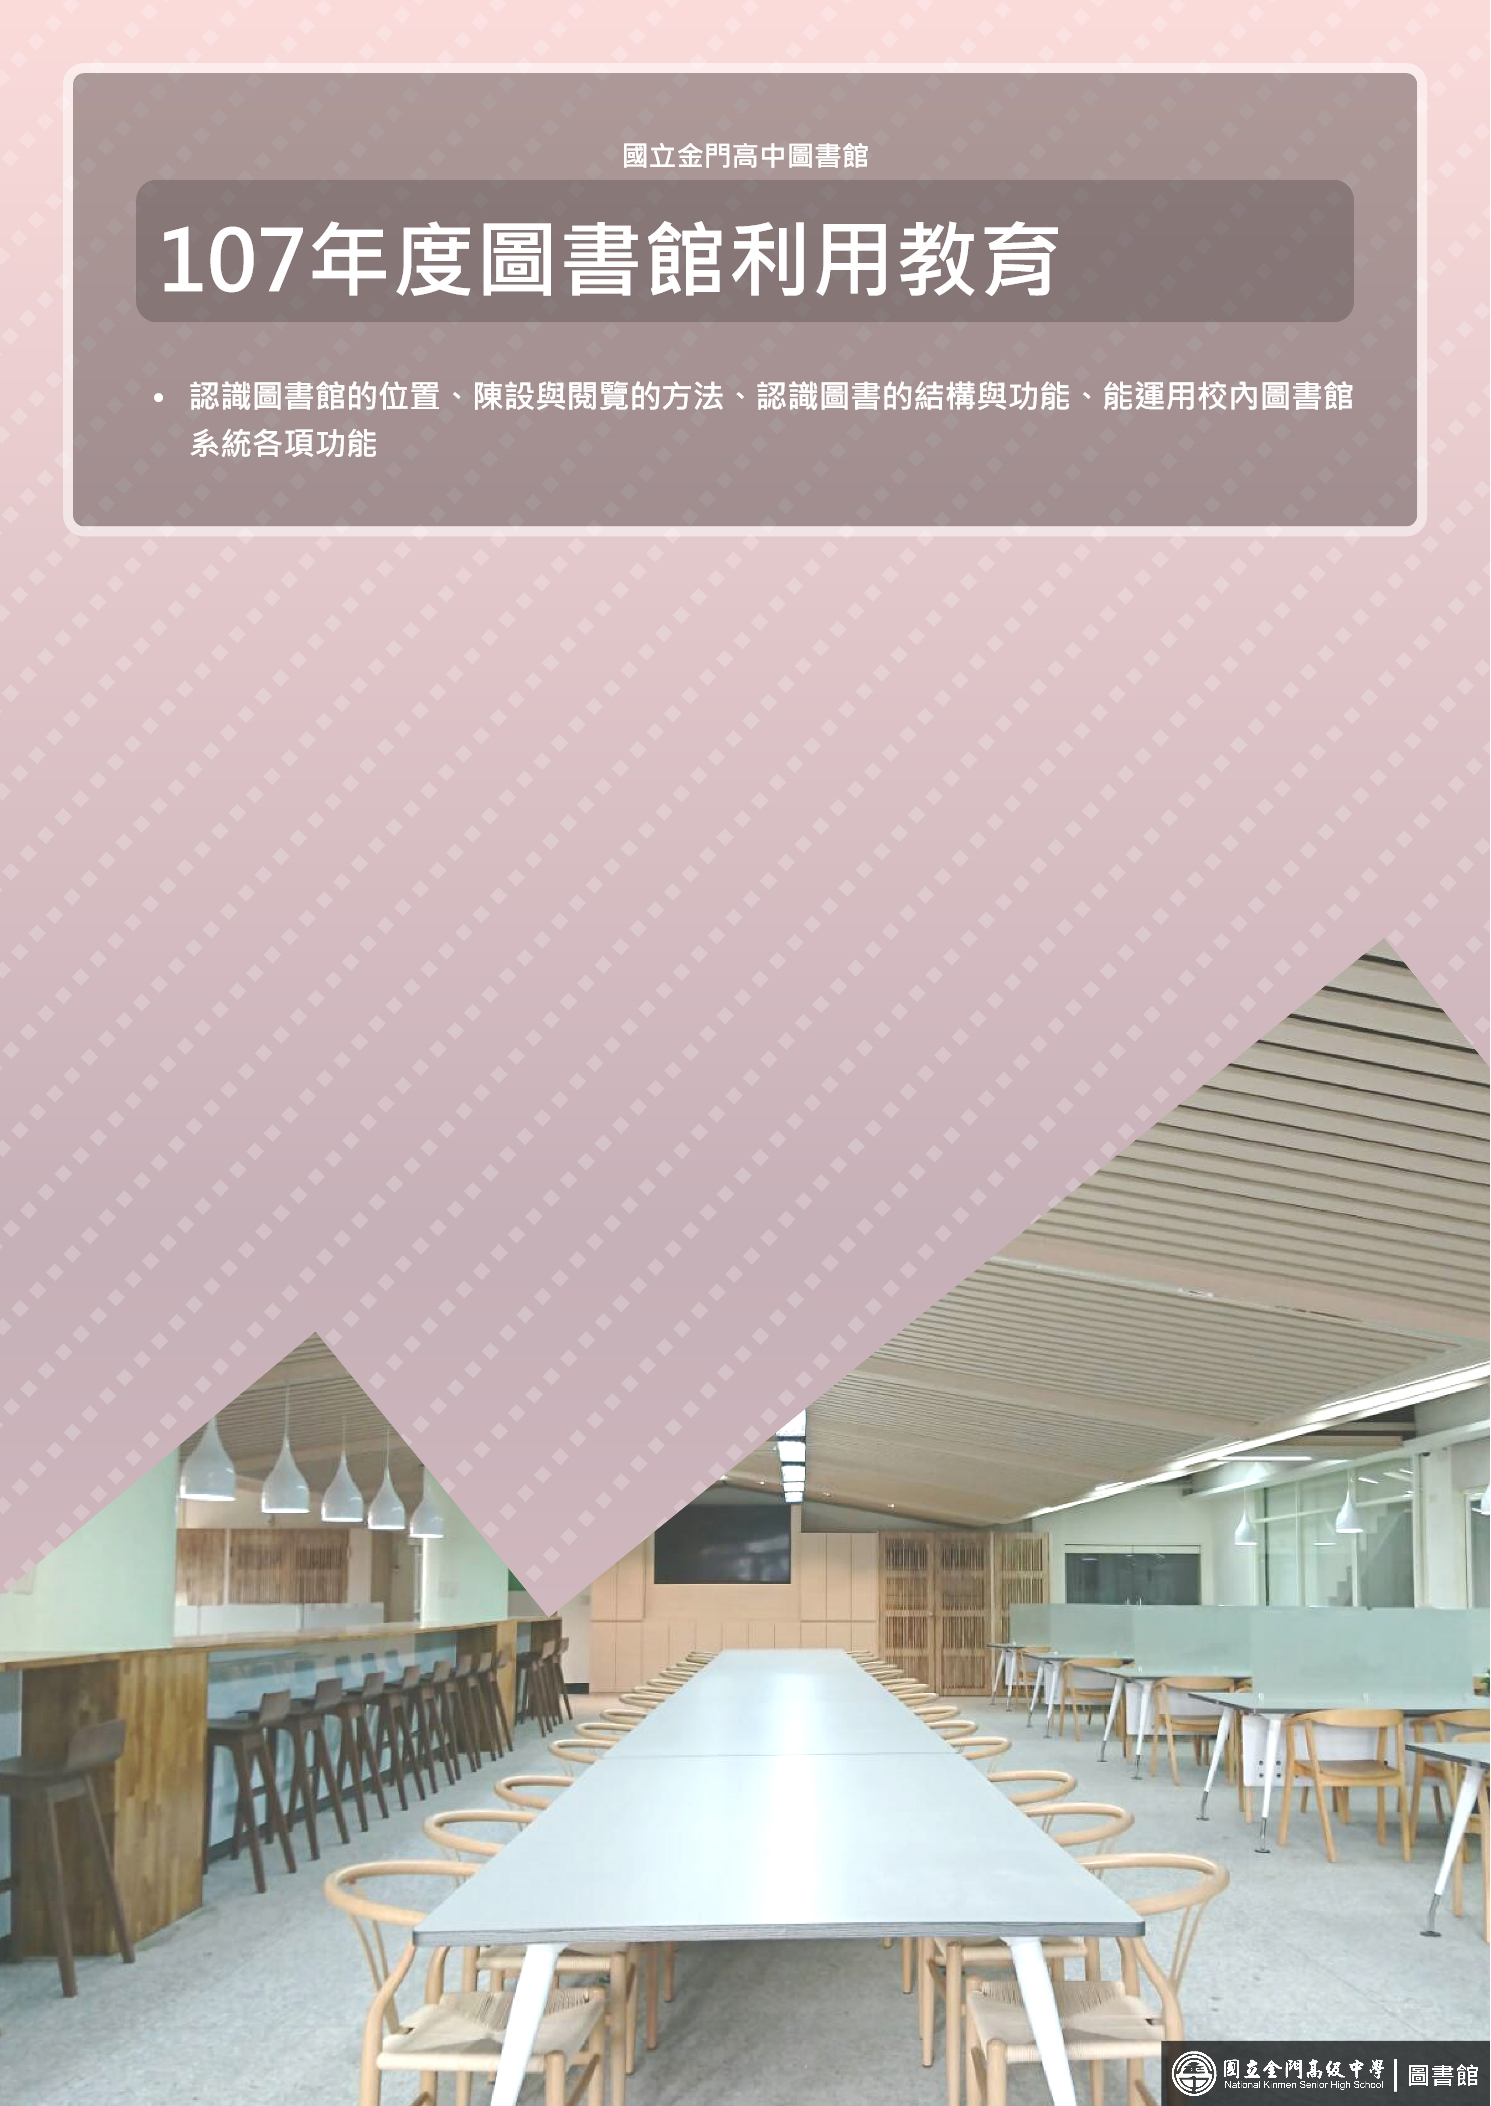 國立金門高中圖書館
107年度圖書館利用教育
• 認識圖書館的位置、陳設與閱覽的方法、認識圖書的結構與功能、能運用校內圖書館
系統各項功能
國立金門高級中學
National Kinmen Senior High School
圖書館